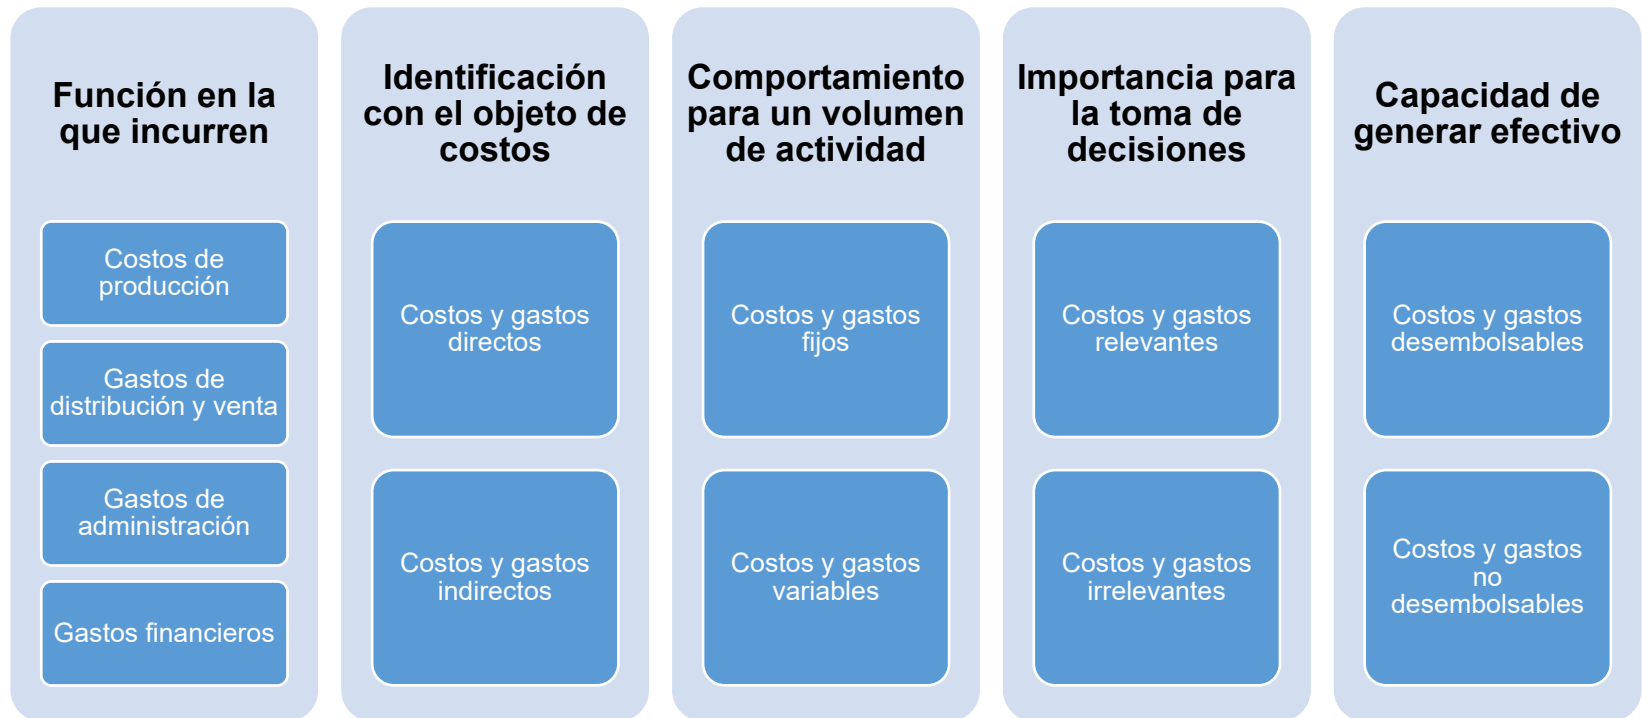 Función en la
que incurren
Costos de
producción
Gastos de
distribución y venta
Gastos de
administración
Gastos financieros
Identificación
con el objeto de
costos
Costos y gastos
directos
Costos y gastos
indirectos
Comportamiento
para un volumen
de actividad
Costos y gastos
fijos
Costos y gastos
variables
Importancia para
la toma de
decisiones
Costos y gastos
relevantes
Costos y gastos
irrelevantes
Capacidad de
generar efectivo
Costos y gastos
desembolsables
Costos y gastos
no
desembolsables